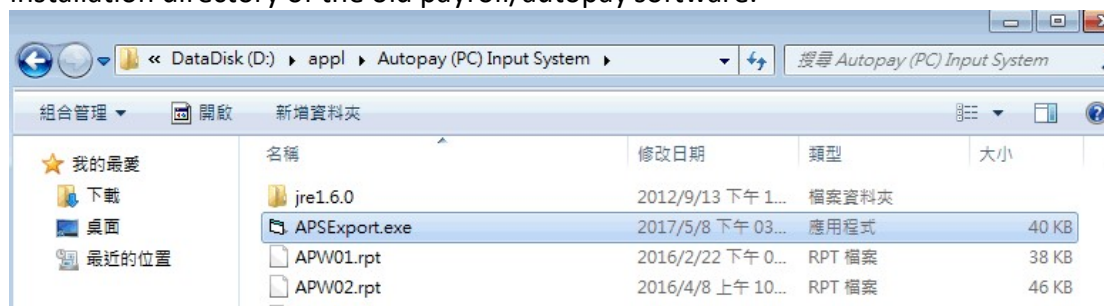 installation directory of the old payroll/autopay software.
« DataDisk (D:) ▸ appl ▸ Autopay (PC) Input System ▸ 搜尋 Autopay (PC) Input System
組合管理 ▼ 開啟 新增資料夾
我的最愛 名稱 修改日期 類型 大小
下載 jre1.6.0 2012/9/13 下午 1... 檔案資料夾
桌面 APSExport.exe 2017/5/8 下午 03... 應用程式 40 KB
最近的位置 APW01.rpt 2016/2/22 下午 0... RPT 檔案 38 KB
APW02.rpt 2016/4/8 上午 10... RPT 檔案 46 KB